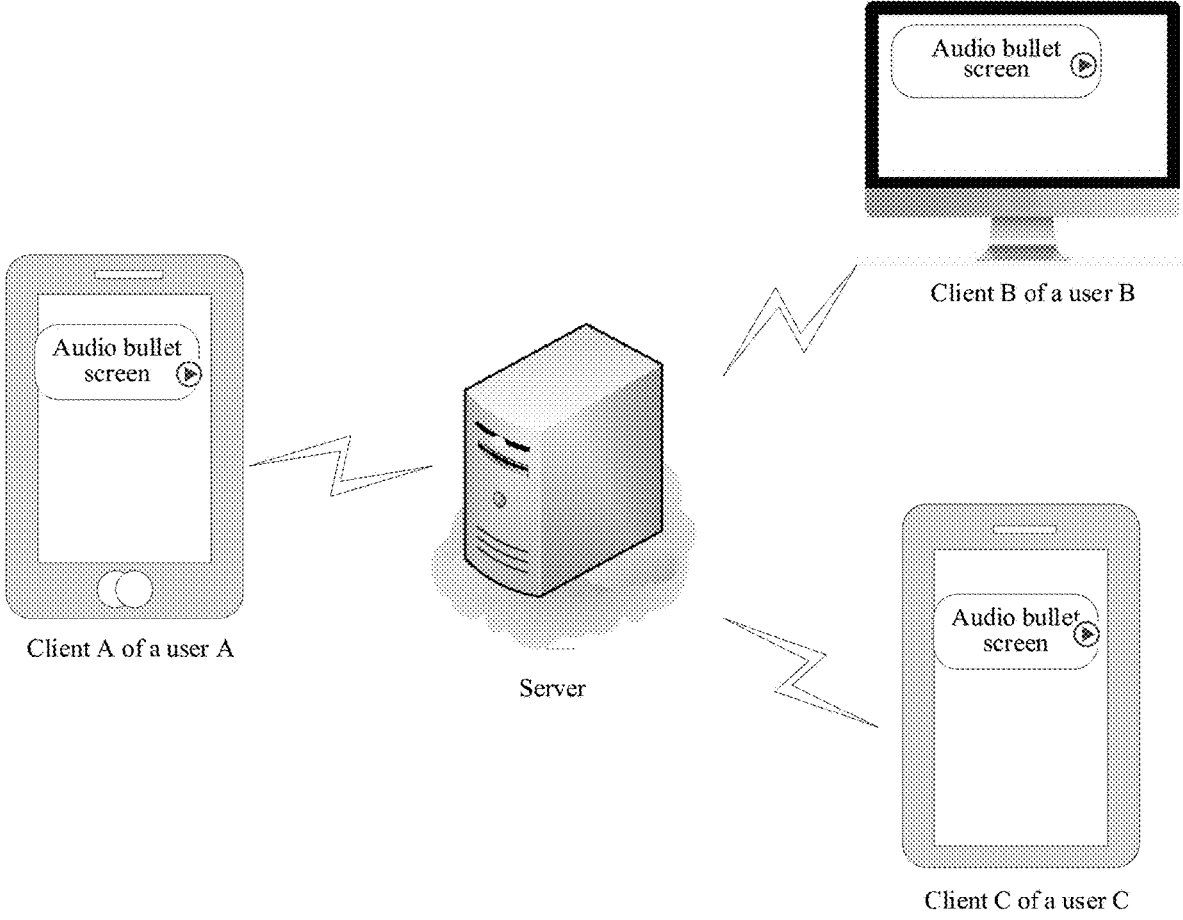 Audio bullet
screen
Client B of a user B
Audio bullet
screen
Client A of a user A
Server
Audio bullet
screen
Client C of a user C